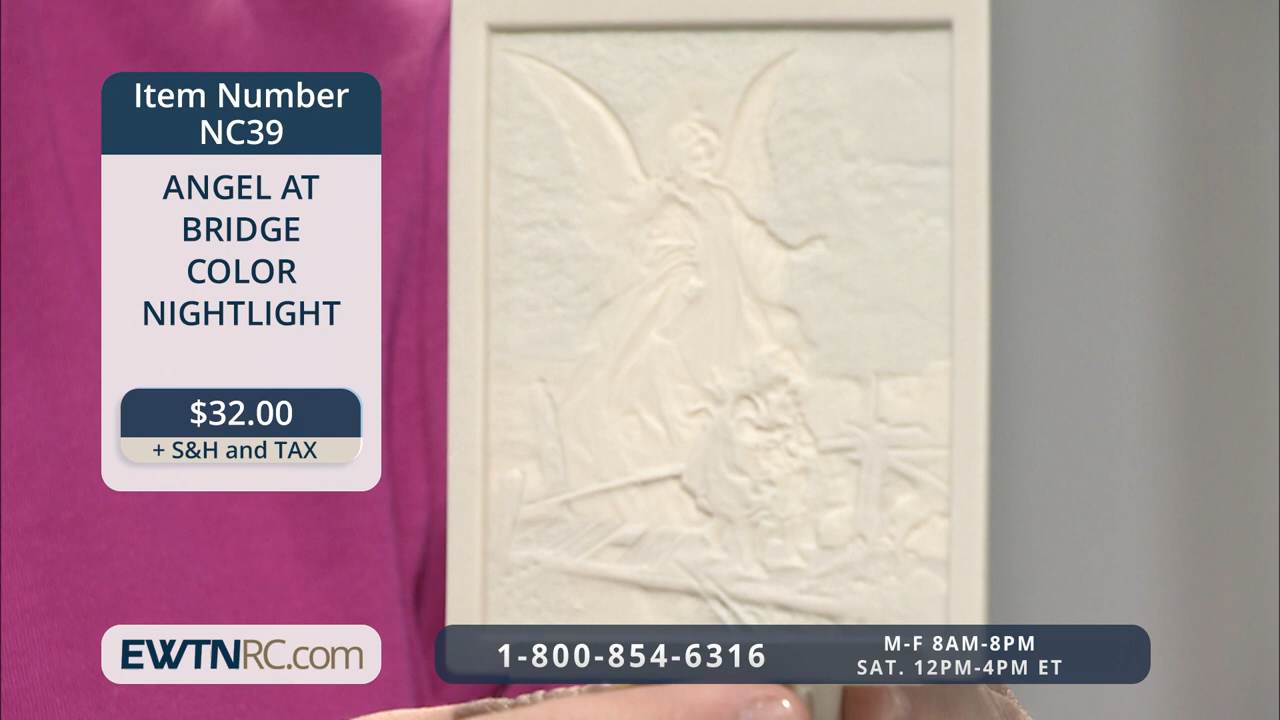 Item Number
NC39
ANGEL AT
BRIDGE
COLOR
NIGHTLIGHT
$32.00
+ S&H and TAX
EWTNRC.com
1-800-854-6316
M-F 8AM-8PM
SAT. 12PM-4PM ET